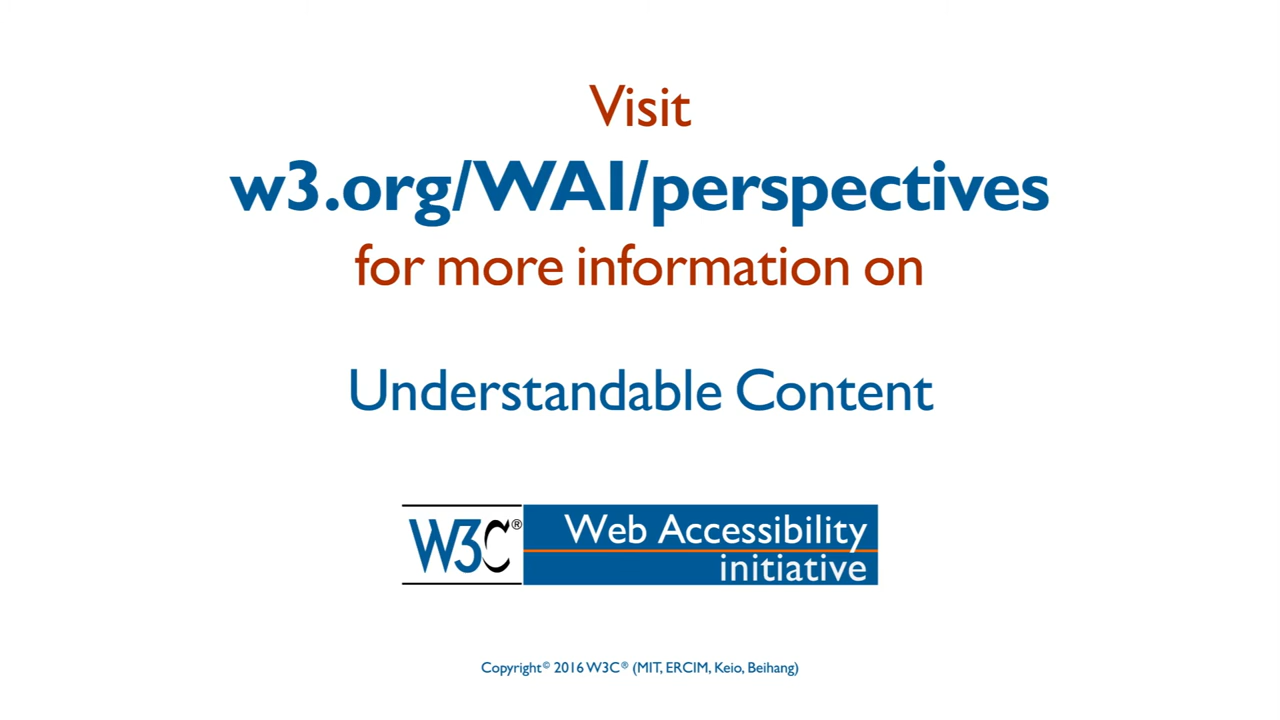 Visit
w3.org/WAI/perspectives
for more information on
Understandable Content
W3C® Web Accessibility
initiative
Copyright© 2016 W3C® (MIT, ERCIM, Keio, Beihang)